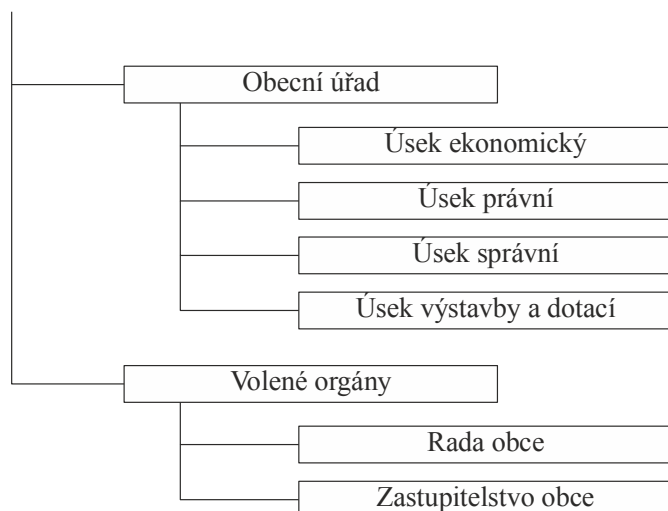 Obecní úřad
Úsek ekonomický
Úsek právní
Úsek správní
Úsek výstavby a dotací
Volené orgány
Rada obce
Zastupitelstvo obce